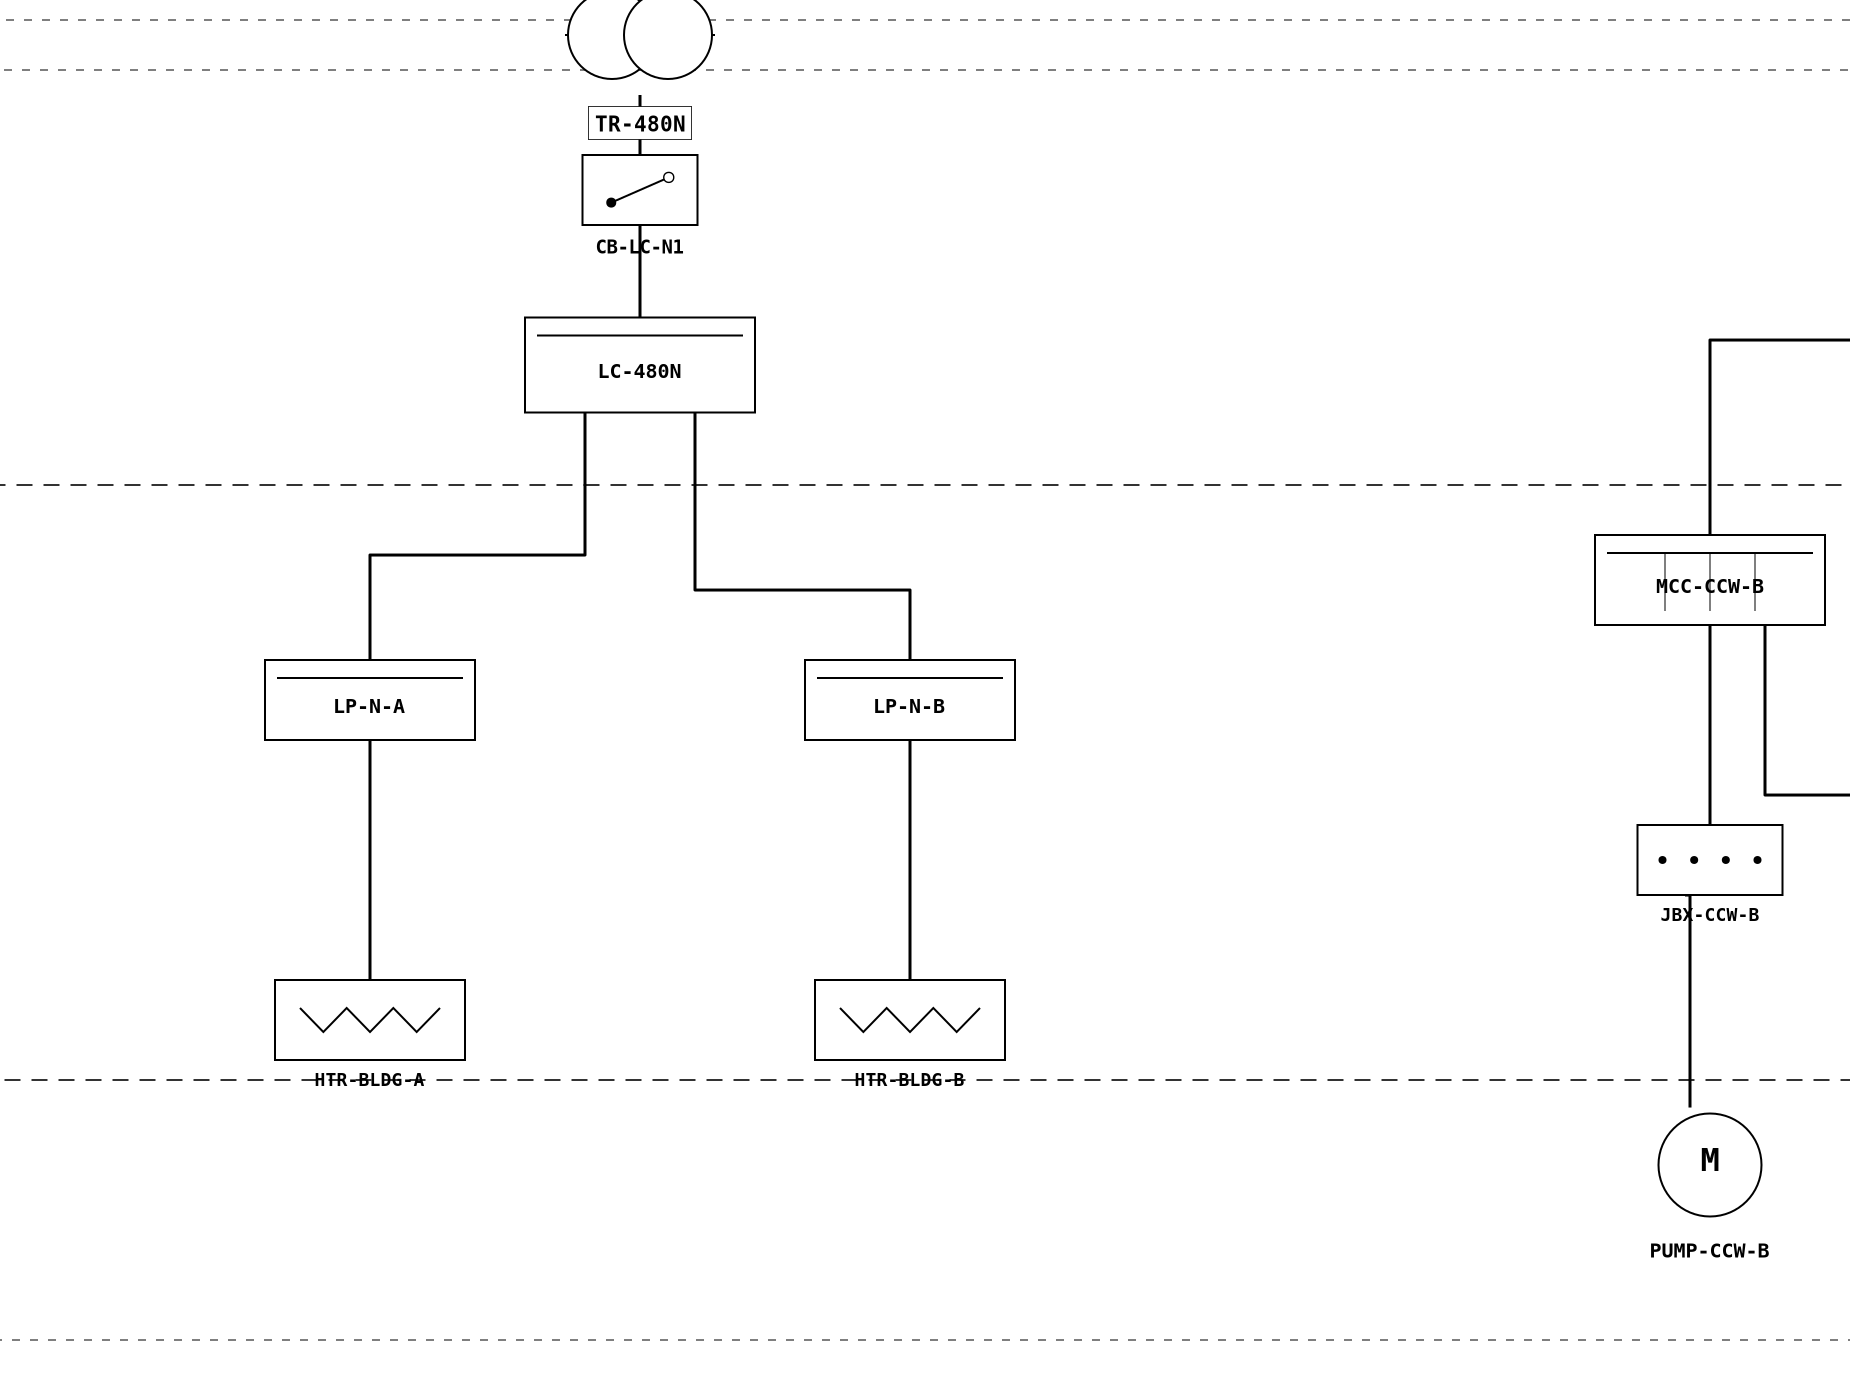 TR-480N
CB-LC-N1
LC-480N
MCC-CCW-B
LP-N-A
LP-N-B
JBX-CCW-B
HTR-BLDG-A
HTR-BLDG-B
M
PUMP-CCW-B